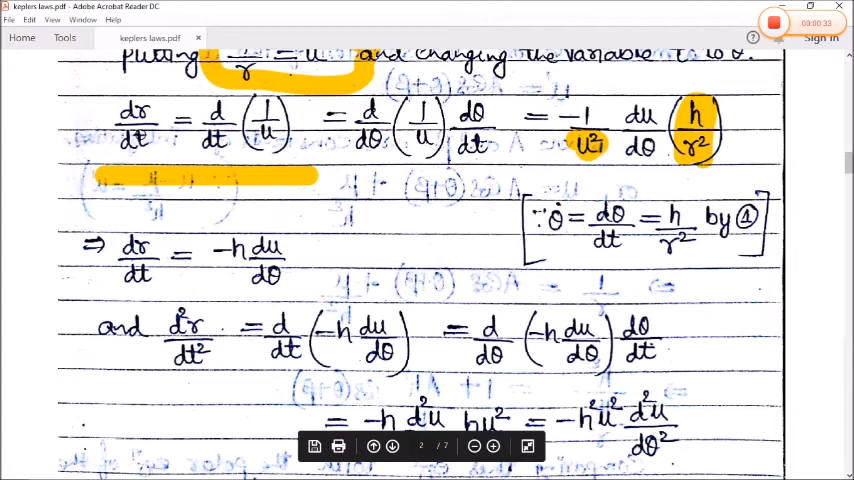 keplers laws.pdf - Adobe Acrobat Reader DC
File Edit View Window Help
00:00:33
Home Tools keplers laws.pdf × Sign In
putting 1/r = u and changing the variable t to θ.
dr/dt = d/dt (1/u) = d/dθ (1/u) dθ/dt = -1/u² du/dθ (h/r²)
[∵ θ̇ = dθ/dt = h/r² by ①]
⇒ dr/dt = -h du/dθ
and d²r/dt² = d/dt (-h du/dθ) = d/dθ (-h du/dθ) dθ/dt
= -h d²u hu² = -h²u² d²u/dθ²
2 / 7